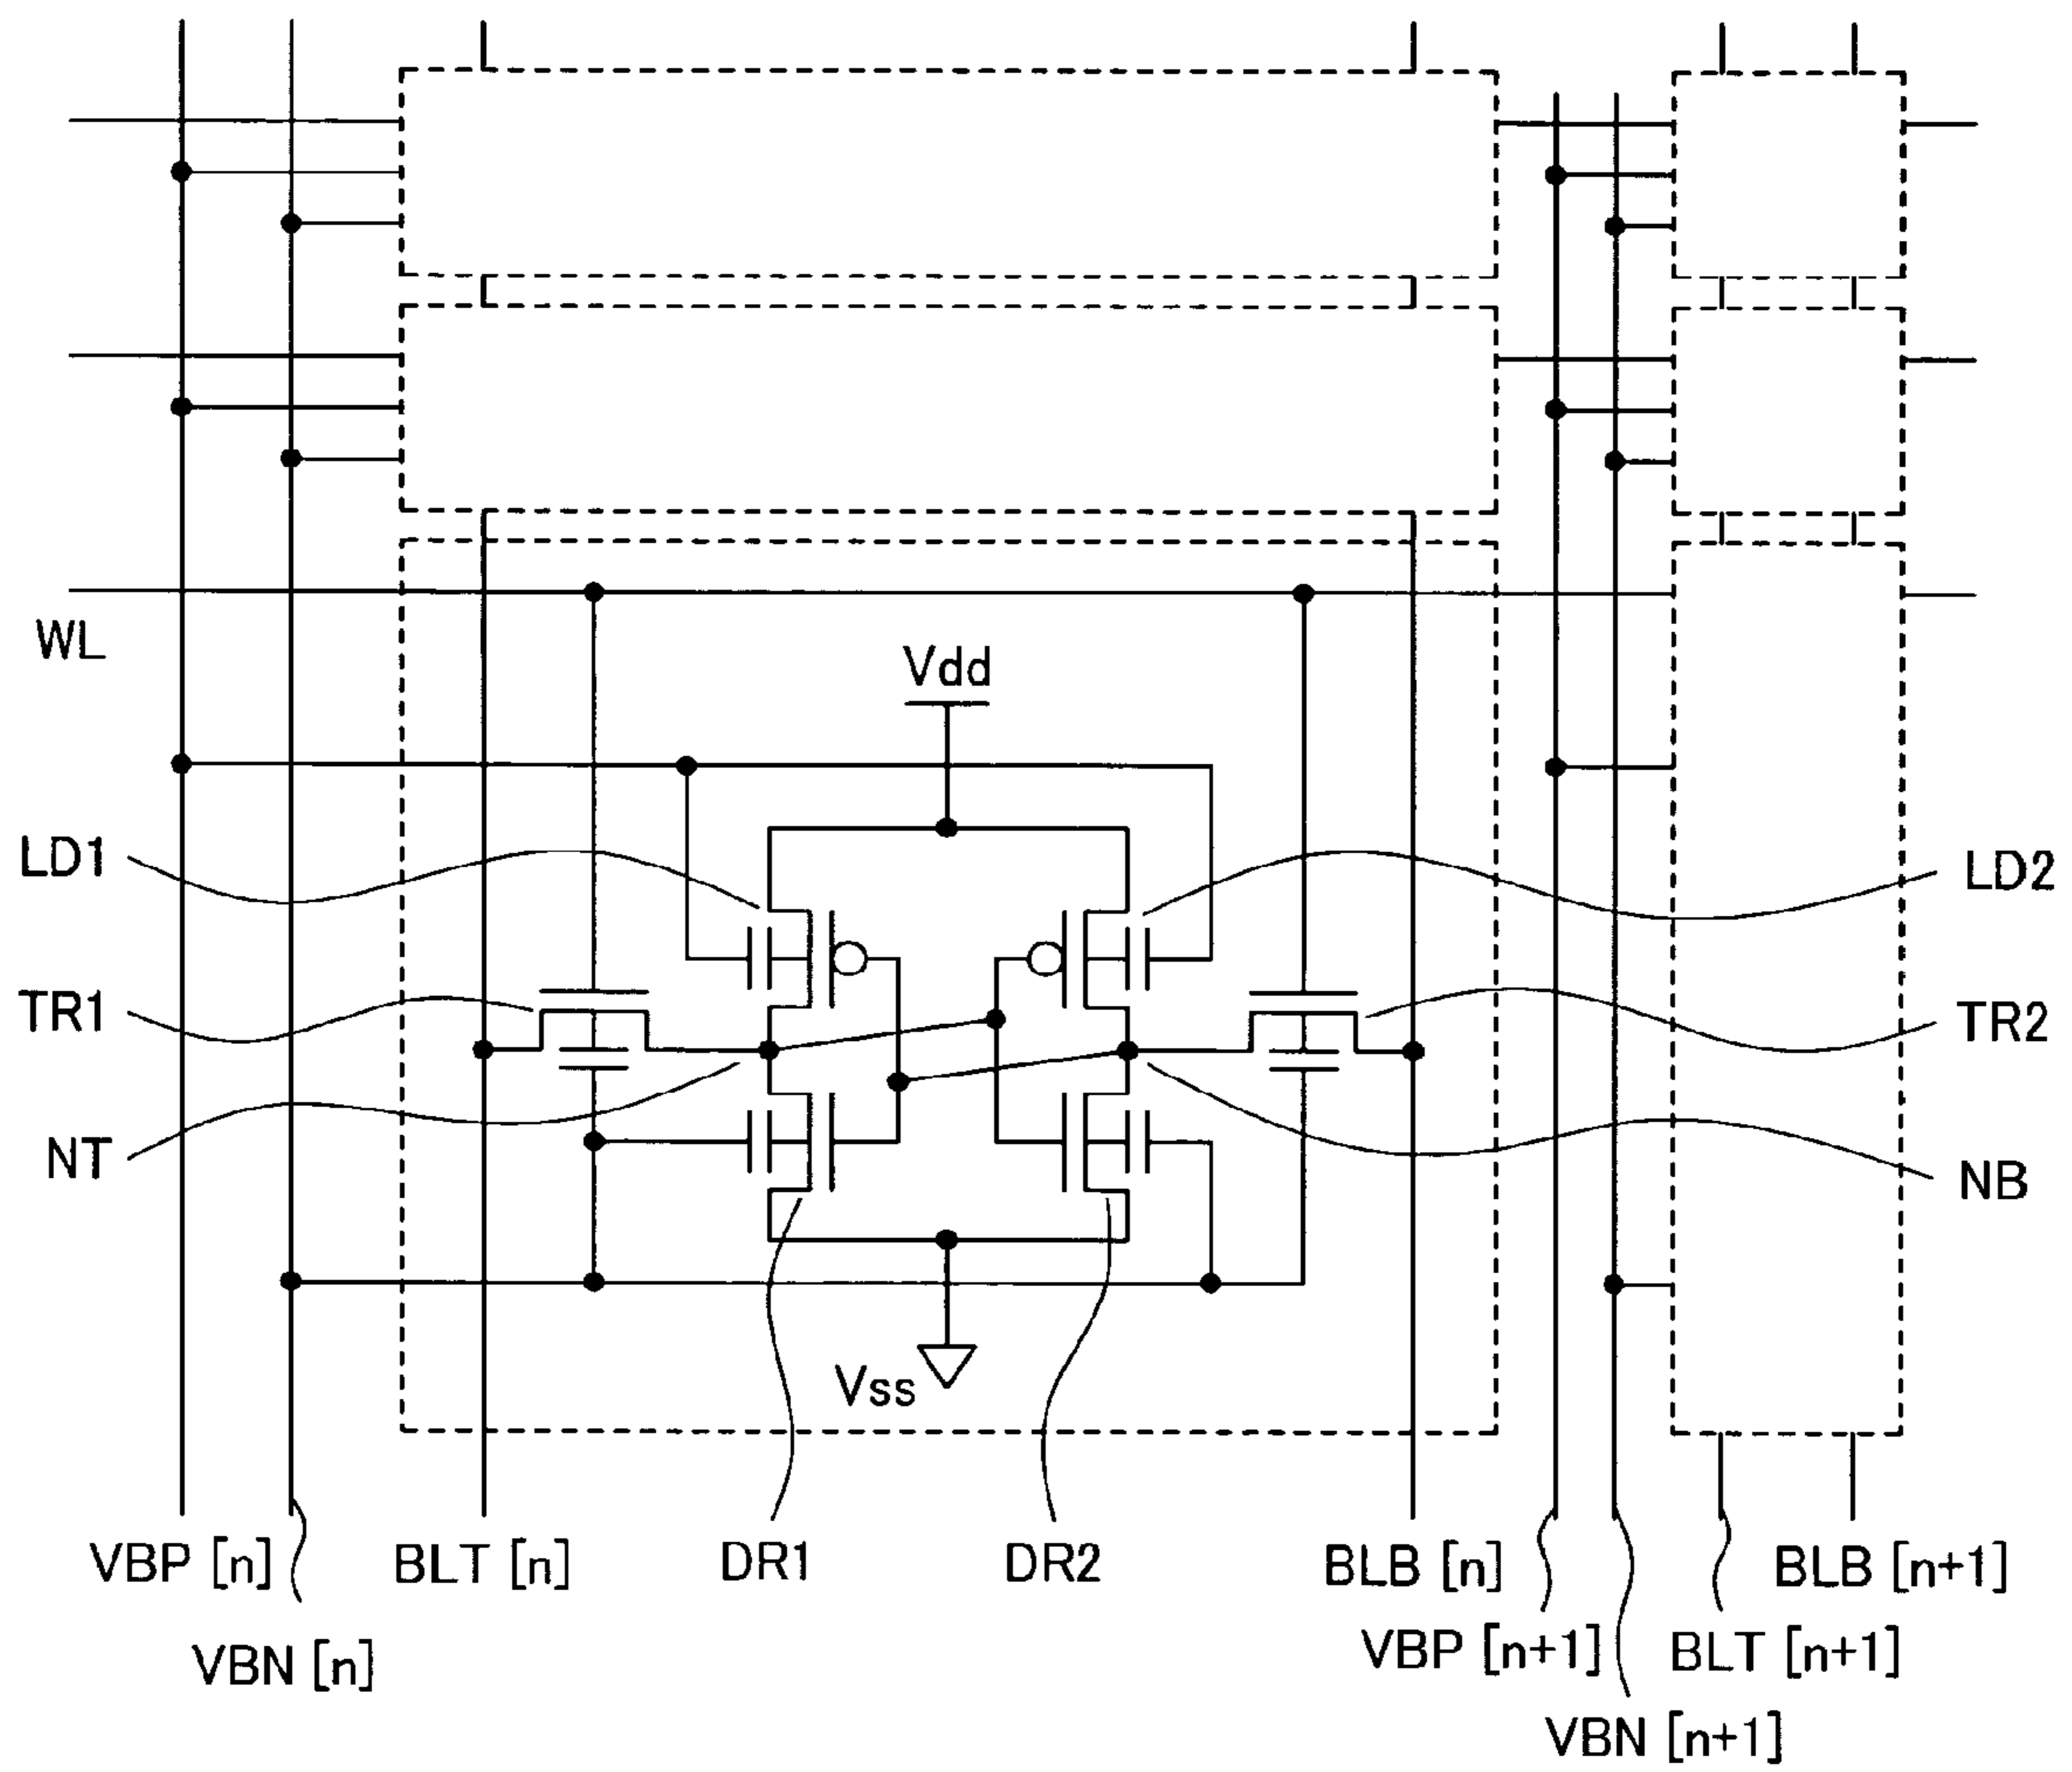 WL
Vdd
LD1
LD2
TR1
TR2
NT
NB
Vss
VBP [n]
BLT [n]
DR1
DR2
BLB [n]
BLB [n+1]
VBN [n]
VBP [n+1]
BLT [n+1]
VBN [n+1]